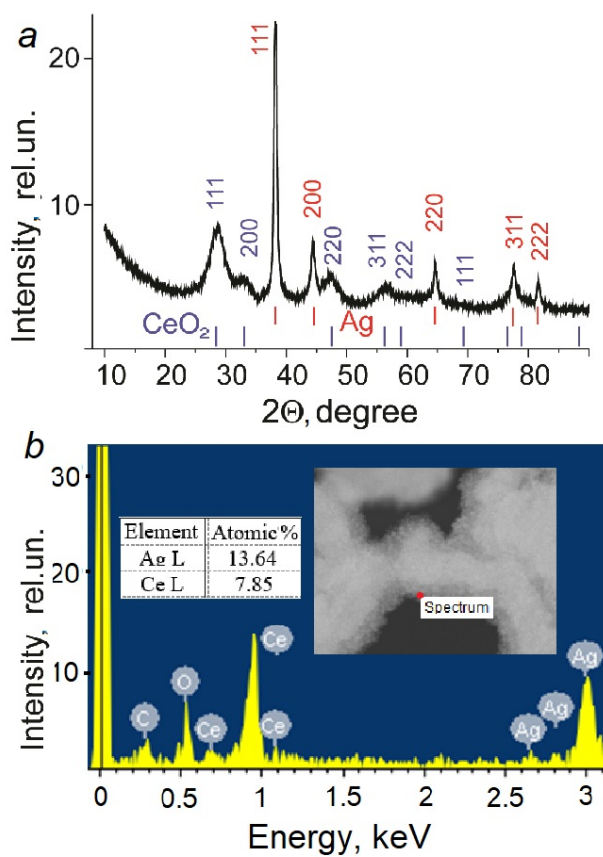 a
Intensity, rel.un.
20
10
111
200
111
200
220
311
222
220
111
311
222
CeO₂
Ag
10 20 30 40 50 60 70 80
2Θ, degree
b
Intensity, rel.un.
30
20
10
Element Atomic%
Ag L 13.64
Ce L 7.85
Spectrum
C
O
Ce
Ce
Ce
Ag
Ag
Ag
0 0.5 1 1.5 2 2.5 3
Energy, keV